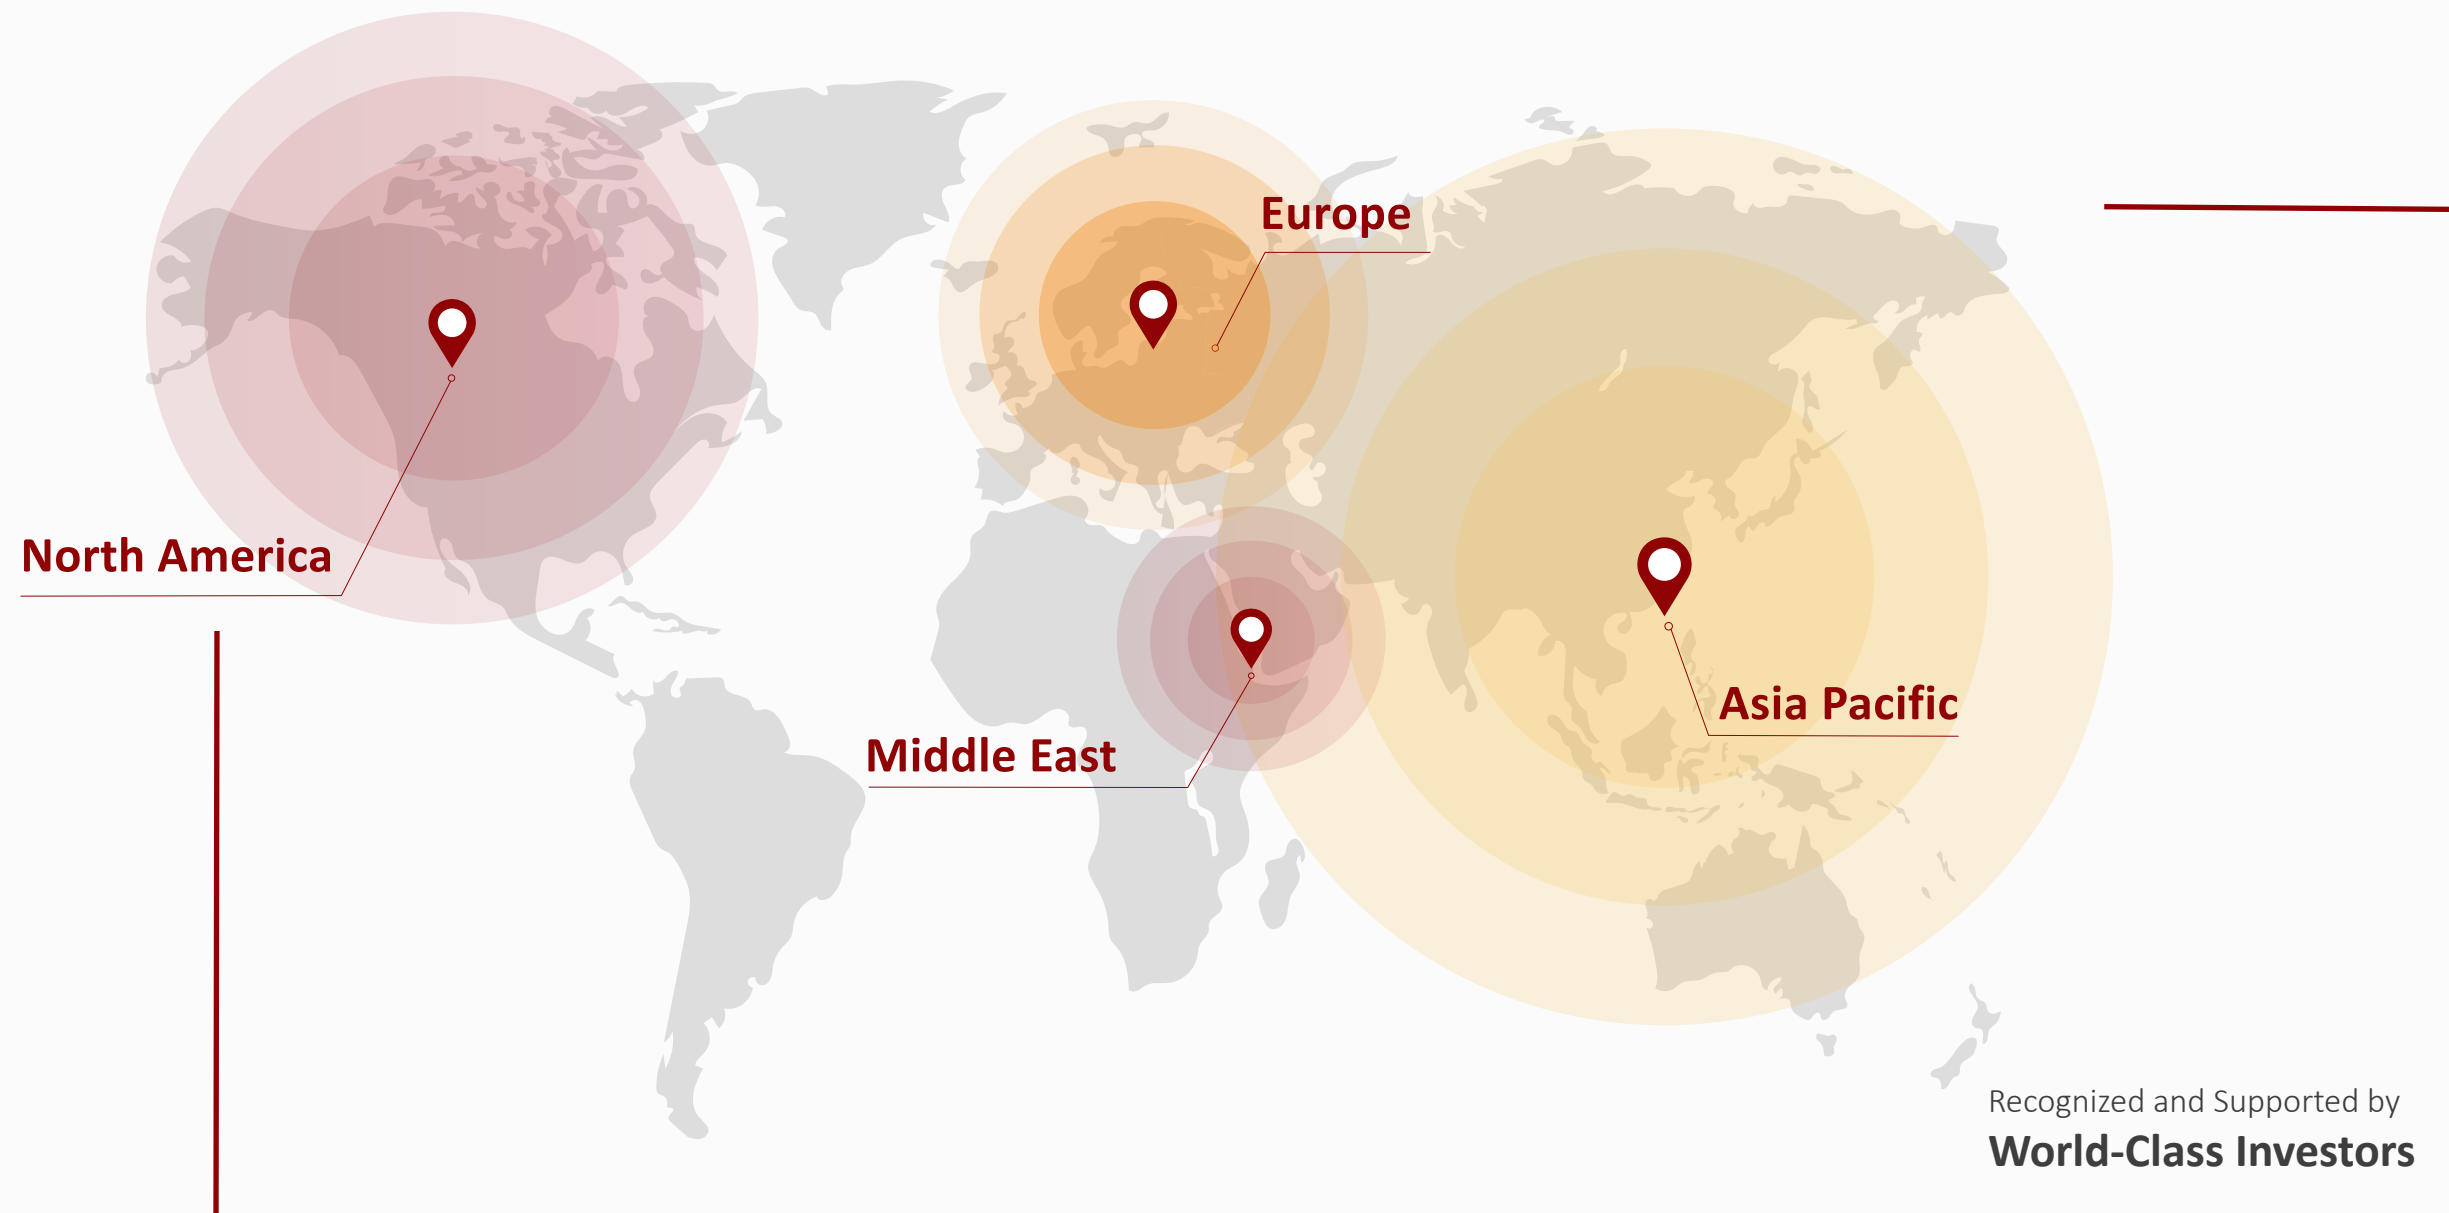 Europe
North America
Asia Pacific
Middle East
Recognized and Supported by
World-Class Investors